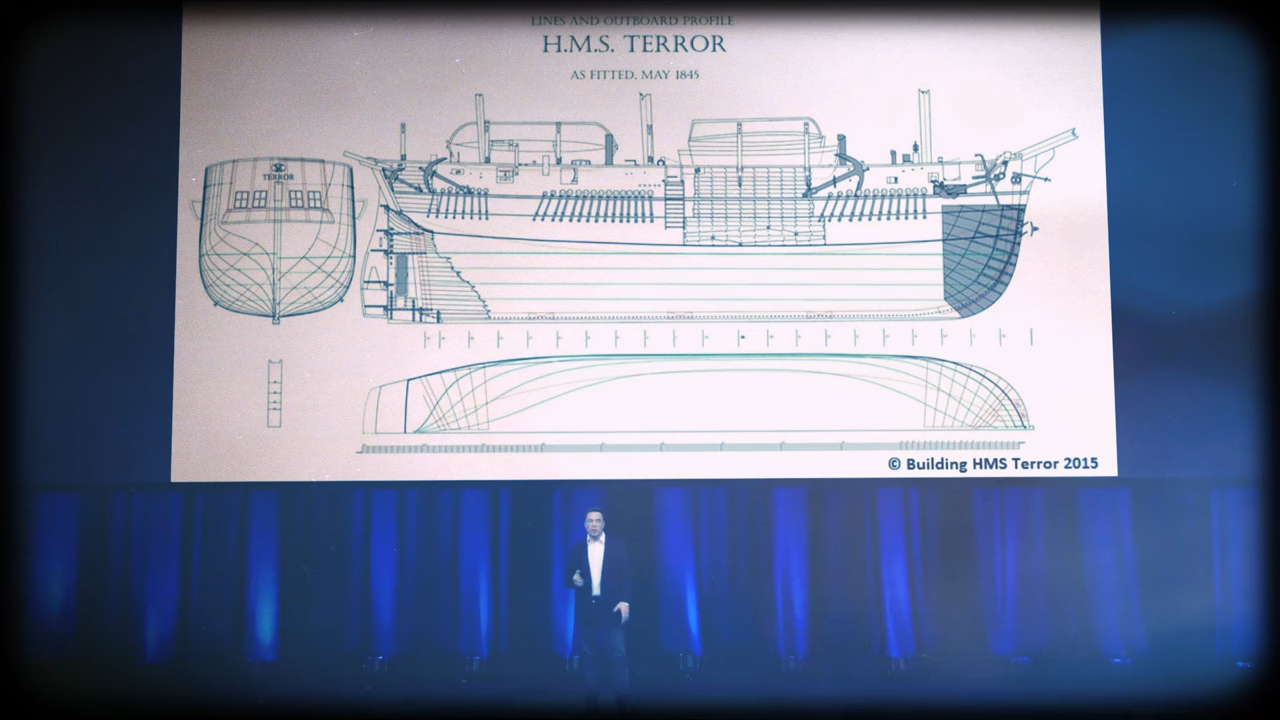 LINES AND OUTBOARD PROFILE
H.M.S. TERROR
AS FITTED, MAY 1845
TERROR
© Building HMS Terror 2015